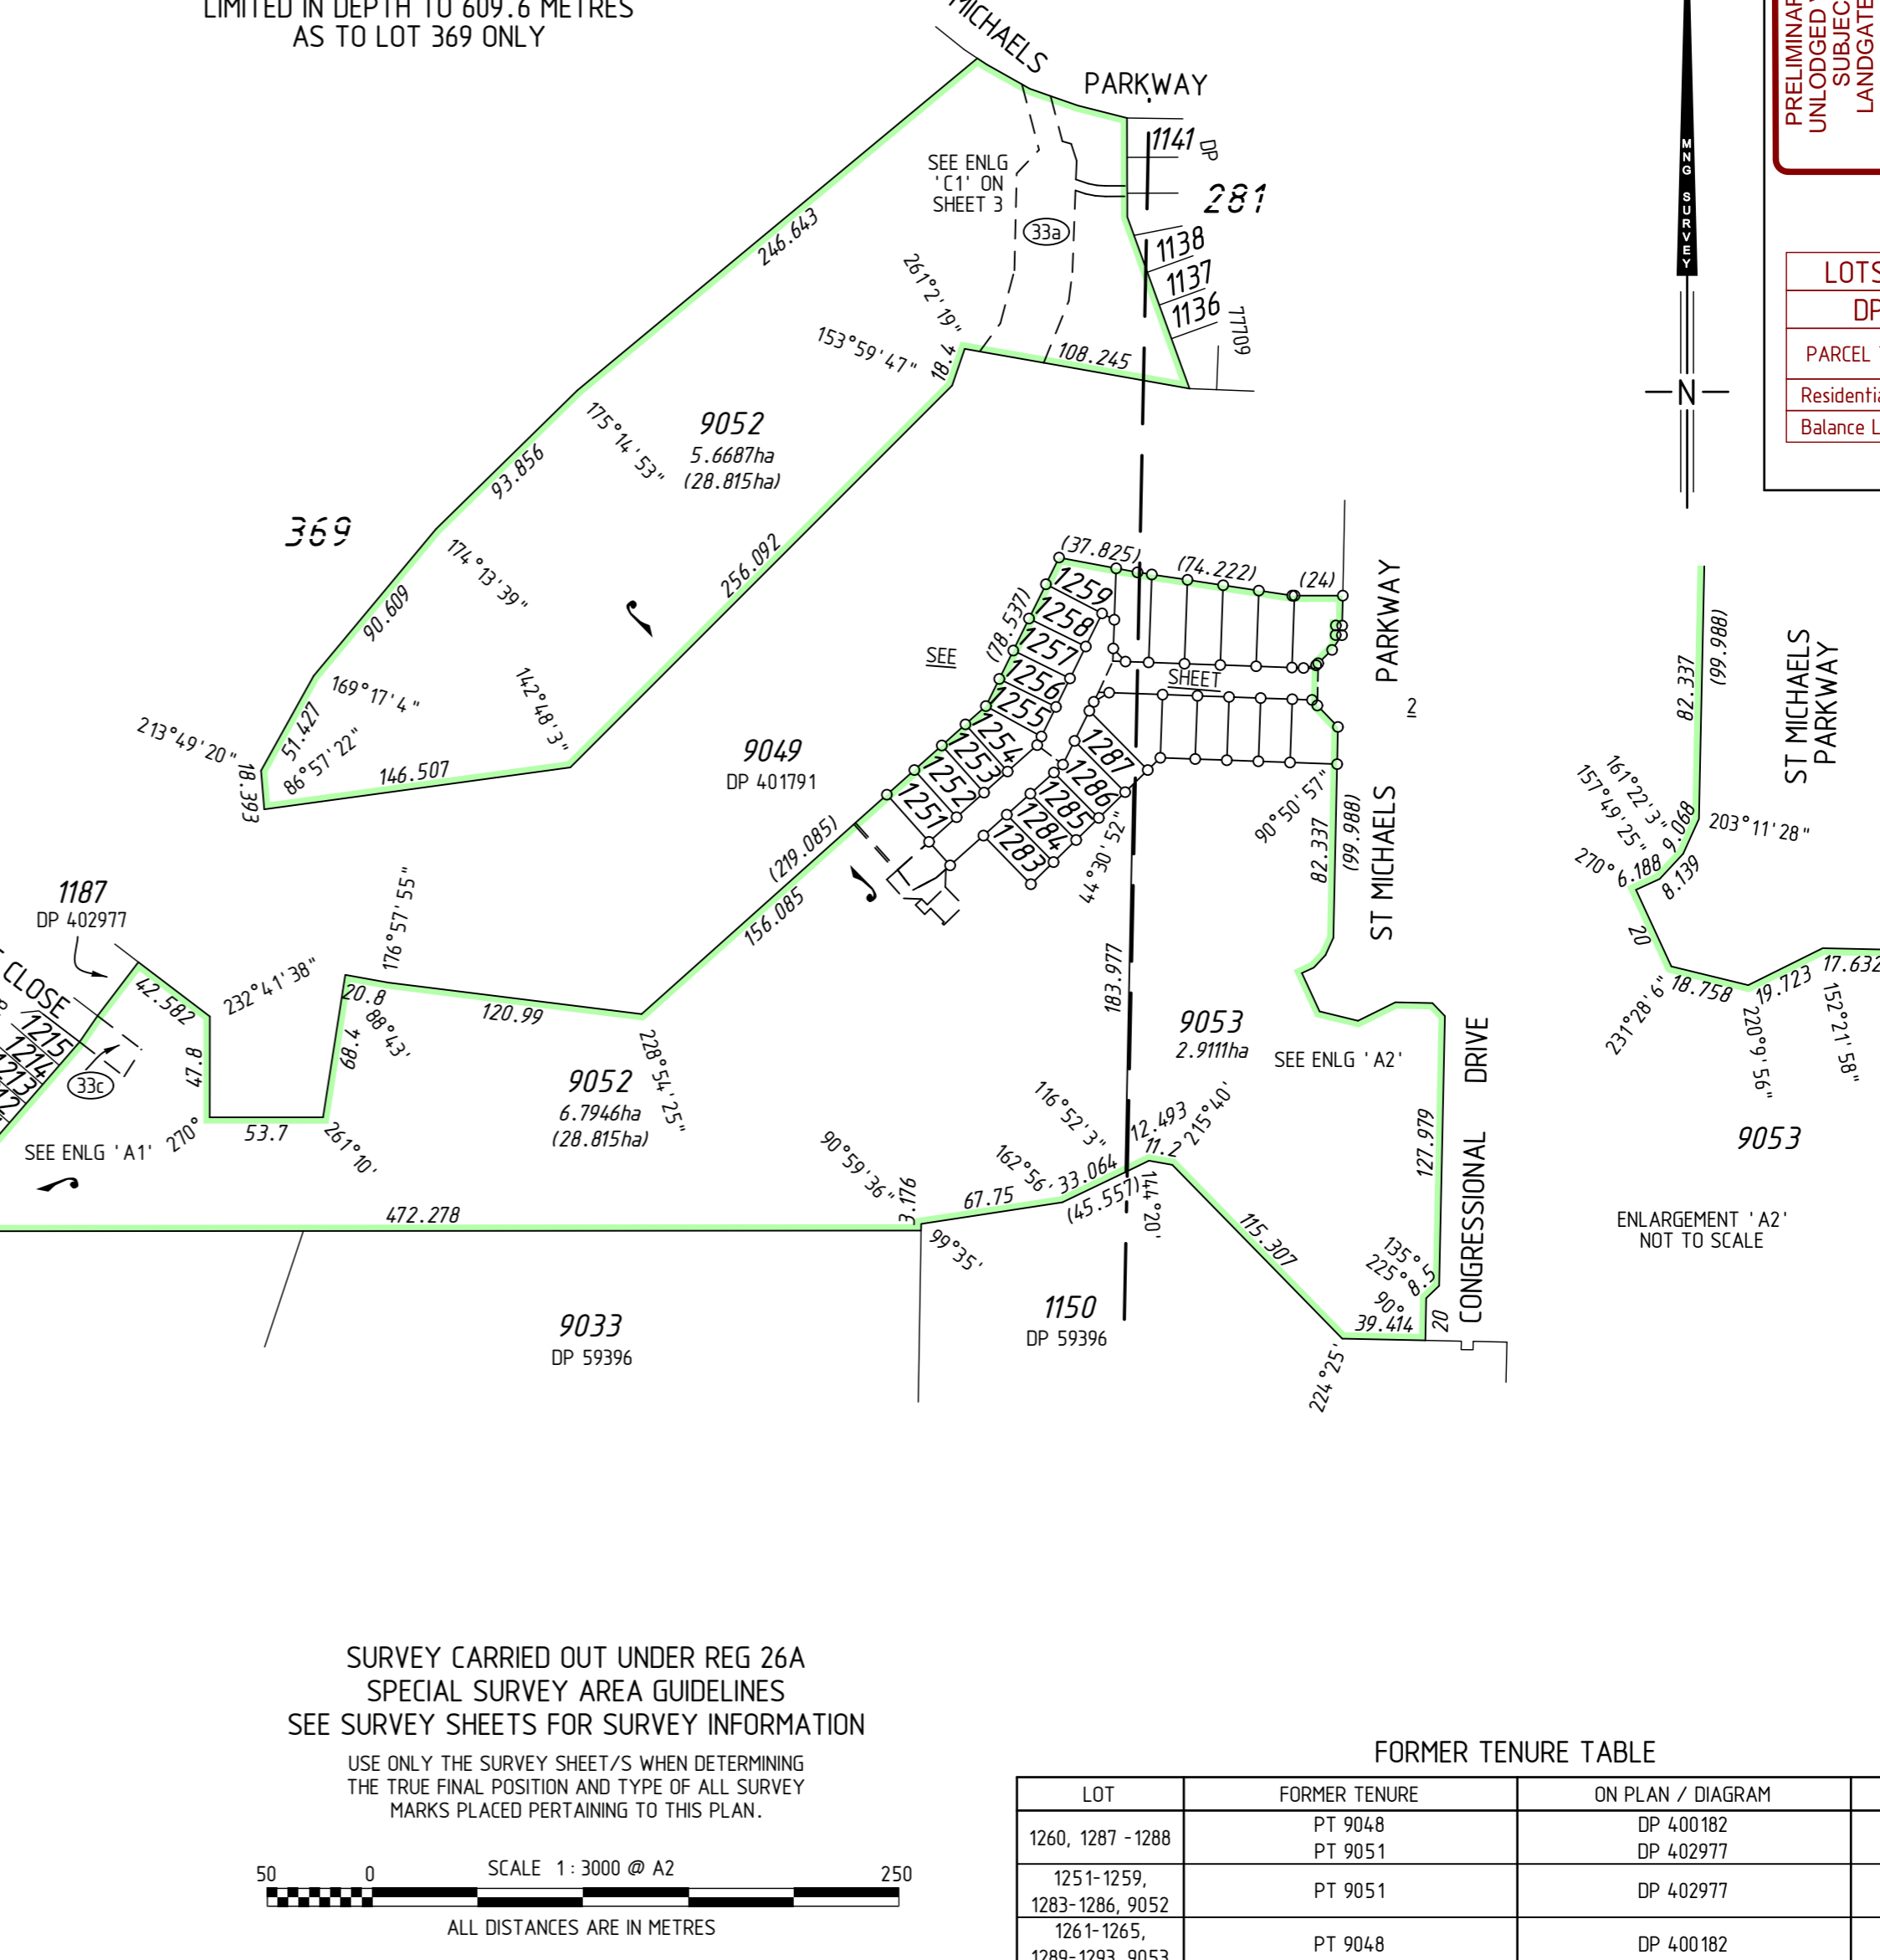 LIMITED IN DEPTH TO 609.6 METRES
AS TO LOT 369 ONLY
MICHAELS
PARKWAY
1141
DP
281
SEE ENLG
'C1' ON
SHEET 3
33a
1138
1137
1136
77709
246.643
261°2'19"
153°59'47"
18.4
108.245
9052
5.6687ha
(28.815ha)
175°14'53"
93.856
369
174°13'39"
90.609
256.092
169°17'4"
142°48'3"
213°49'20"
51.427
86°57'22"
18.393
146.507
(37.825)
(74.222)
(24)
(78.537)
1259
1258
1257
1256
1255
1254
1253
1252
1251
SEE
SHEET
2
PARKWAY
1287
1286
1285
1284
1283
9049
DP 401791
(219.085)
156.085
44°30'52"
90°50'57"
82.337
(99.988)
ST MICHAELS
183.977
1187
DP 402977
CLOSE
1215
1214
1213
33c
SEE ENLG 'A1'
42.582
232°41'38"
47.8
270°
53.7
261°10'
68.4
20.8
88°43'
176°57'55"
120.99
228°54'25"
9052
6.7946ha
(28.815ha)
472.278
90°59'36"
3.176
99°35'
67.75
162°56'
33.064
(45.557)
116°52'3"
12.493
11.2
215°40'
144°20'
9053
2.9111ha
SEE ENLG 'A2'
115.307
127.979
CONGRESSIONAL DRIVE
135°
225°
8.5
90°
39.414
20
224°25'
9033
DP 59396
1150
DP 59396
MNG SURVEY
N
PRELIMINAR
UNLODGED
SUBJEC
LANDGATE
LOTS
DP
PARCEL
Residentia
Balance L
82.337
(99.988)
ST MICHAELS
PARKWAY
161°22'3"
157°49'25"
9.068
203°11'28"
270°
6.188
8.139
20
231°28'6"
18.758
19.723
17.632
220°9'56"
152°21'58"
9053
ENLARGEMENT 'A2'
NOT TO SCALE
SURVEY CARRIED OUT UNDER REG 26A
SPECIAL SURVEY AREA GUIDELINES
SEE SURVEY SHEETS FOR SURVEY INFORMATION
USE ONLY THE SURVEY SHEET/S WHEN DETERMINING
THE TRUE FINAL POSITION AND TYPE OF ALL SURVEY
MARKS PLACED PERTAINING TO THIS PLAN.
50 0 SCALE 1:3000 @ A2 250
ALL DISTANCES ARE IN METRES
FORMER TENURE TABLE
LOT FORMER TENURE ON PLAN / DIAGRAM
1260, 1287 -1288 PT 9048 DP 400182
PT 9051 DP 402977
1251-1259,
1283-1286, 9052 PT 9051 DP 402977
1261-1265,
1289-1293, 9053 PT 9048 DP 400182